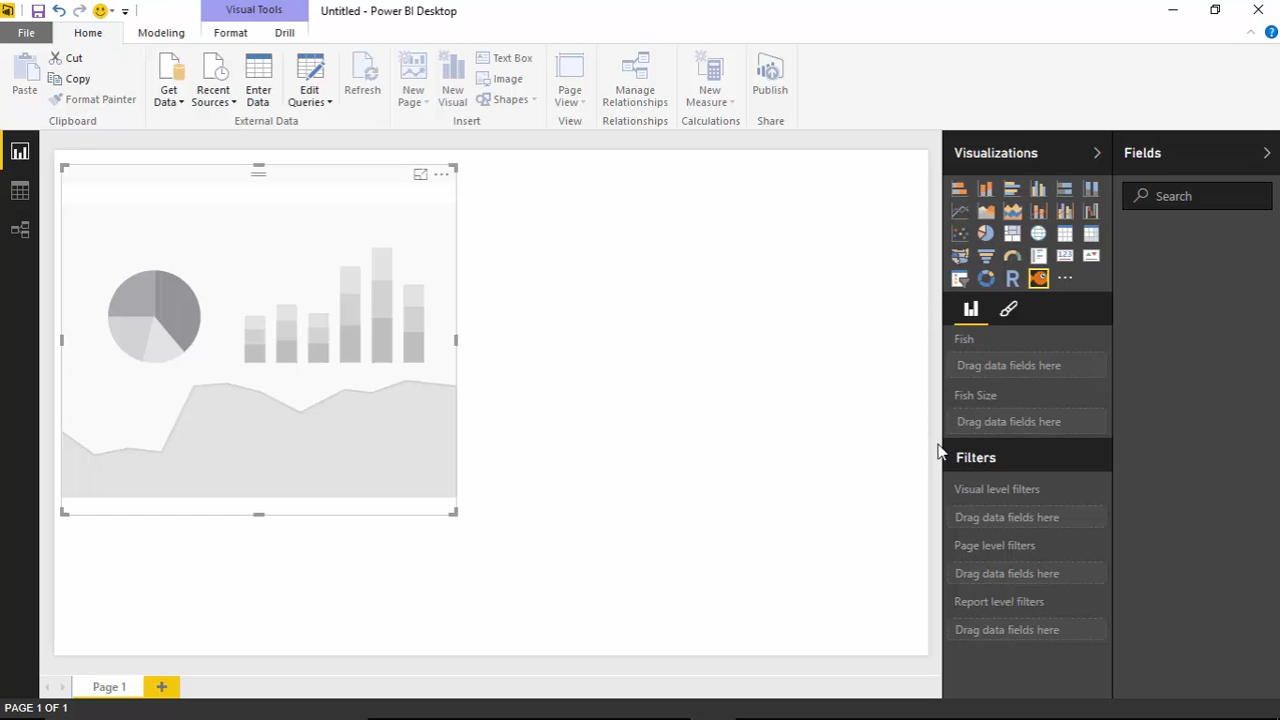 Visual Tools
Untitled - Power BI Desktop
File
Home
Modeling
Format
Drill
Paste
Cut
Copy
Format Painter
Clipboard
Get Data
Recent Sources
Enter Data
External Data
Edit Queries
Refresh
New Page
New Visual
Text Box
Image
Shapes
Insert
Page View
View
Manage Relationships
Relationships
New Measure
Calculations
Publish
Share
Visualizations
Fields
Search
123
R
Fish
Drag data fields here
Fish Size
Drag data fields here
Filters
Visual level filters
Drag data fields here
Page level filters
Drag data fields here
Report level filters
Drag data fields here
Page 1
PAGE 1 OF 1